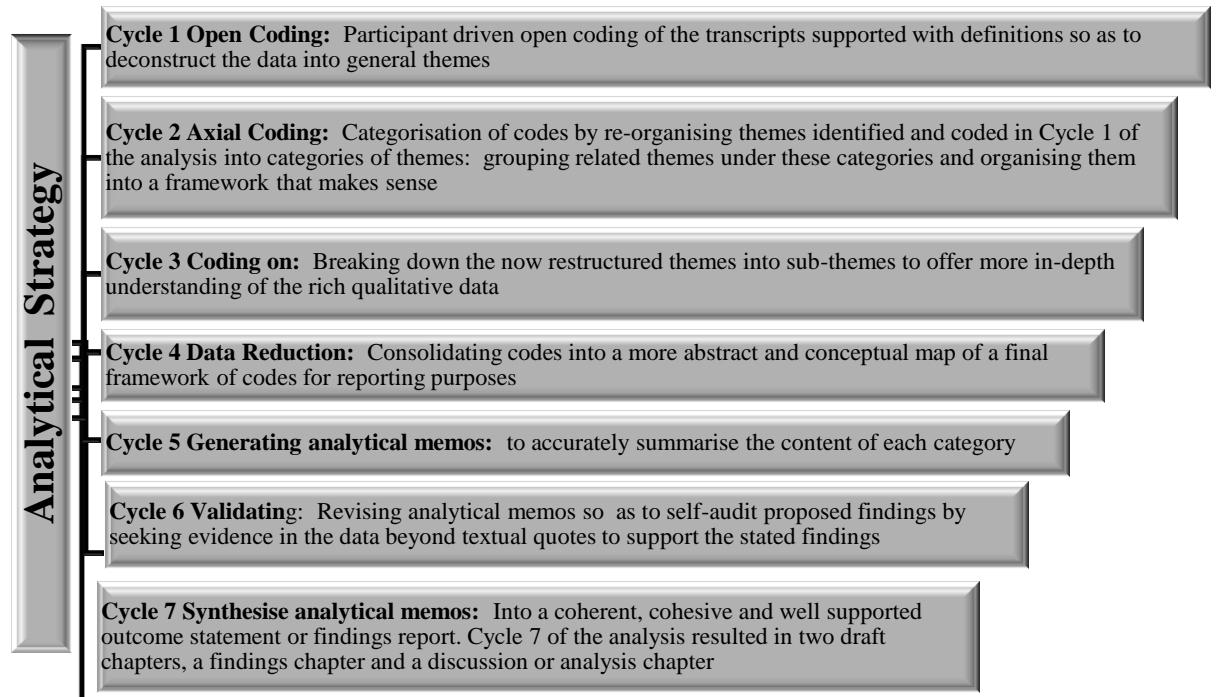 Analytical Strategy
Cycle 1 Open Coding: Participant driven open coding of the transcripts supported with definitions so as to
deconstruct the data into general themes
Cycle 2 Axial Coding: Categorisation of codes by re-organising themes identified and coded in Cycle 1 of
the analysis into categories of themes: grouping related themes under these categories and organising them
into a framework that makes sense
Cycle 3 Coding on: Breaking down the now restructured themes into sub-themes to offer more in-depth
understanding of the rich qualitative data
Cycle 4 Data Reduction: Consolidating codes into a more abstract and conceptual map of a final
framework of codes for reporting purposes
Cycle 5 Generating analytical memos: to accurately summarise the content of each category
Cycle 6 Validating: Revising analytical memos so as to self-audit proposed findings by
seeking evidence in the data beyond textual quotes to support the stated findings
Cycle 7 Synthesise analytical memos: Into a coherent, cohesive and well supported
outcome statement or findings report. Cycle 7 of the analysis resulted in two draft
chapters, a findings chapter and a discussion or analysis chapter